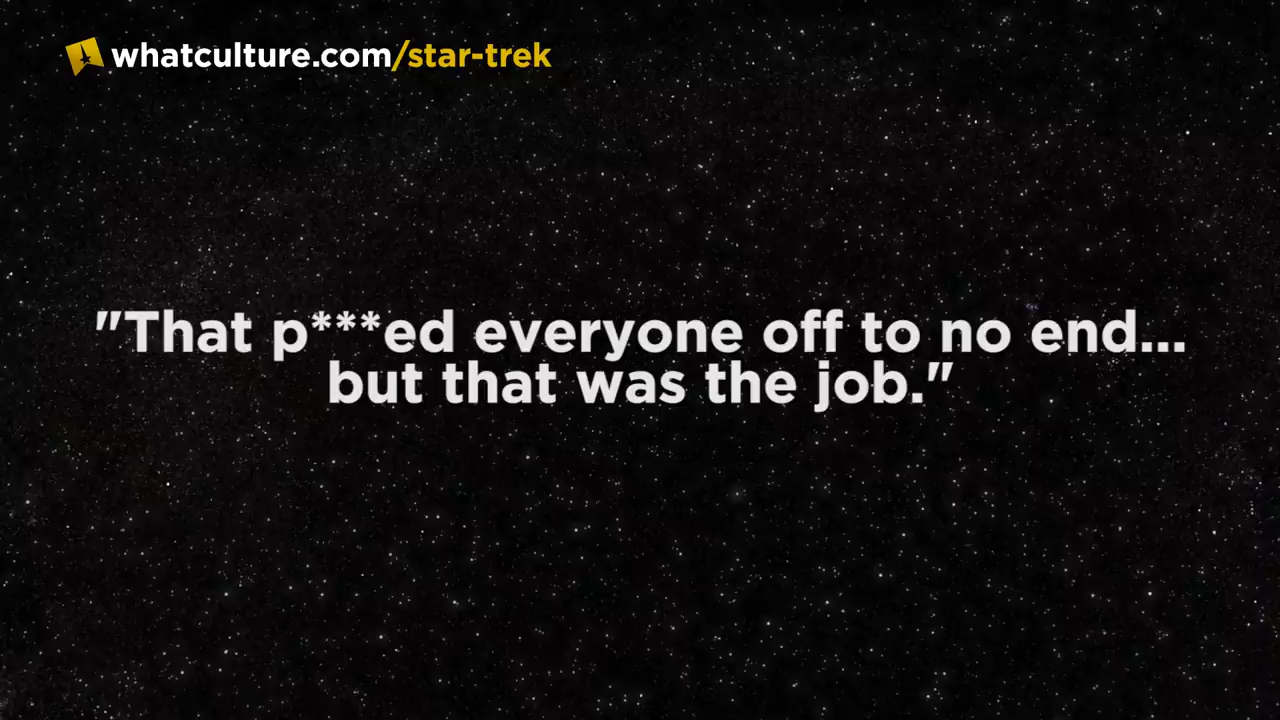 whatculture.com/star-trek
"That p***ed everyone off to no end...
but that was the job."